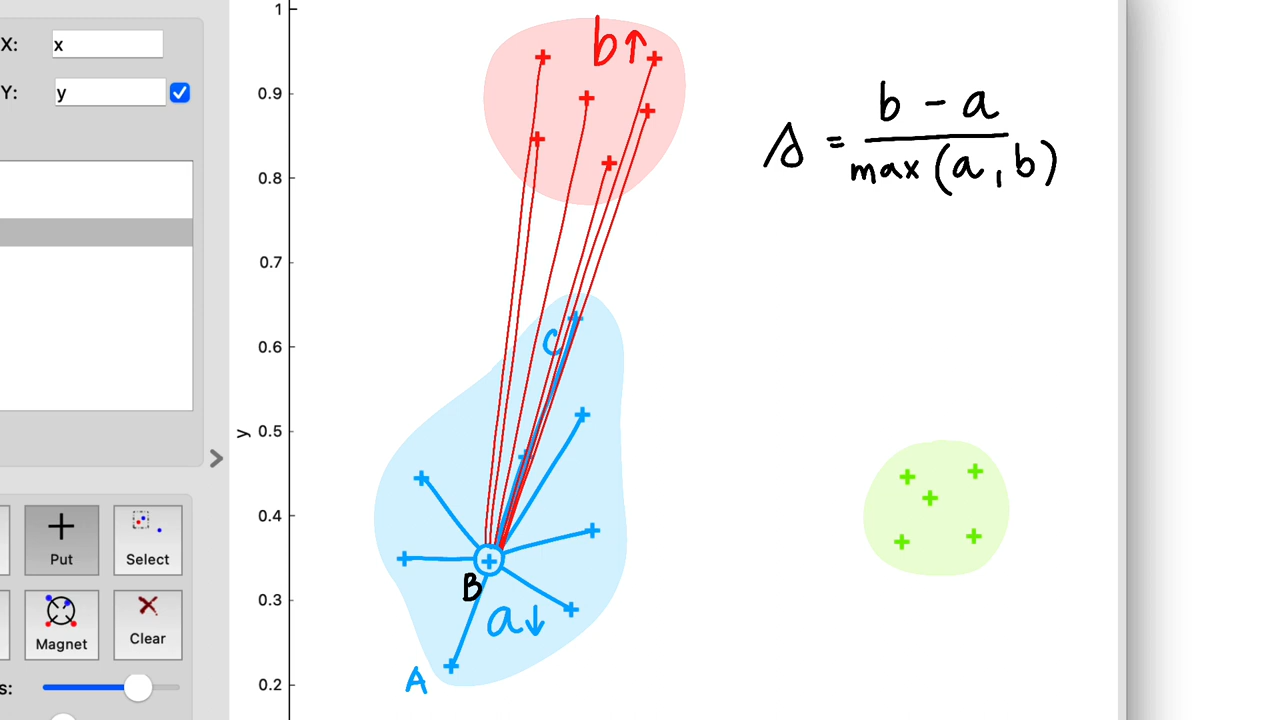 X: x
Y: y
1
0.9
0.8
0.7
0.6
0.5
0.4
0.3
0.2
y
b↑
C
B
a↓
A
s = b - a
max (a, b)
Put
Select
Magnet
Clear
s: